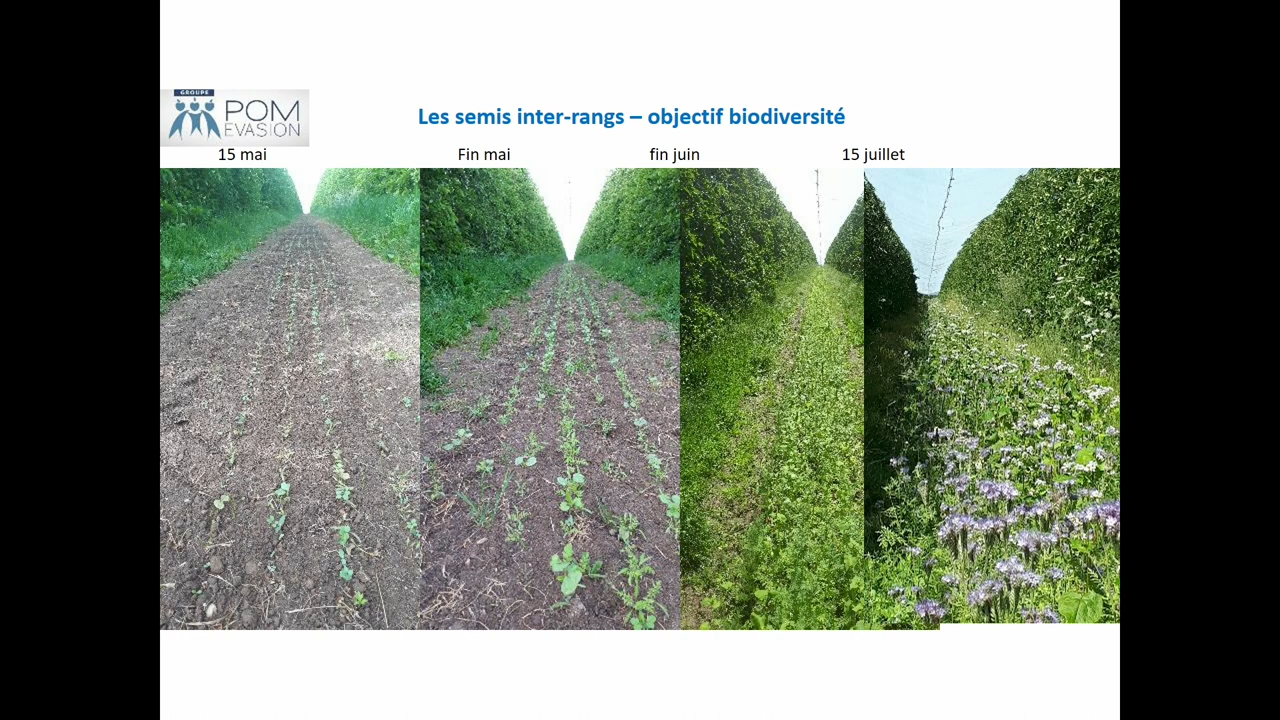 GROUPE
POM
EVASION
Les semis inter-rangs – objectif biodiversité
15 mai
Fin mai
fin juin
15 juillet